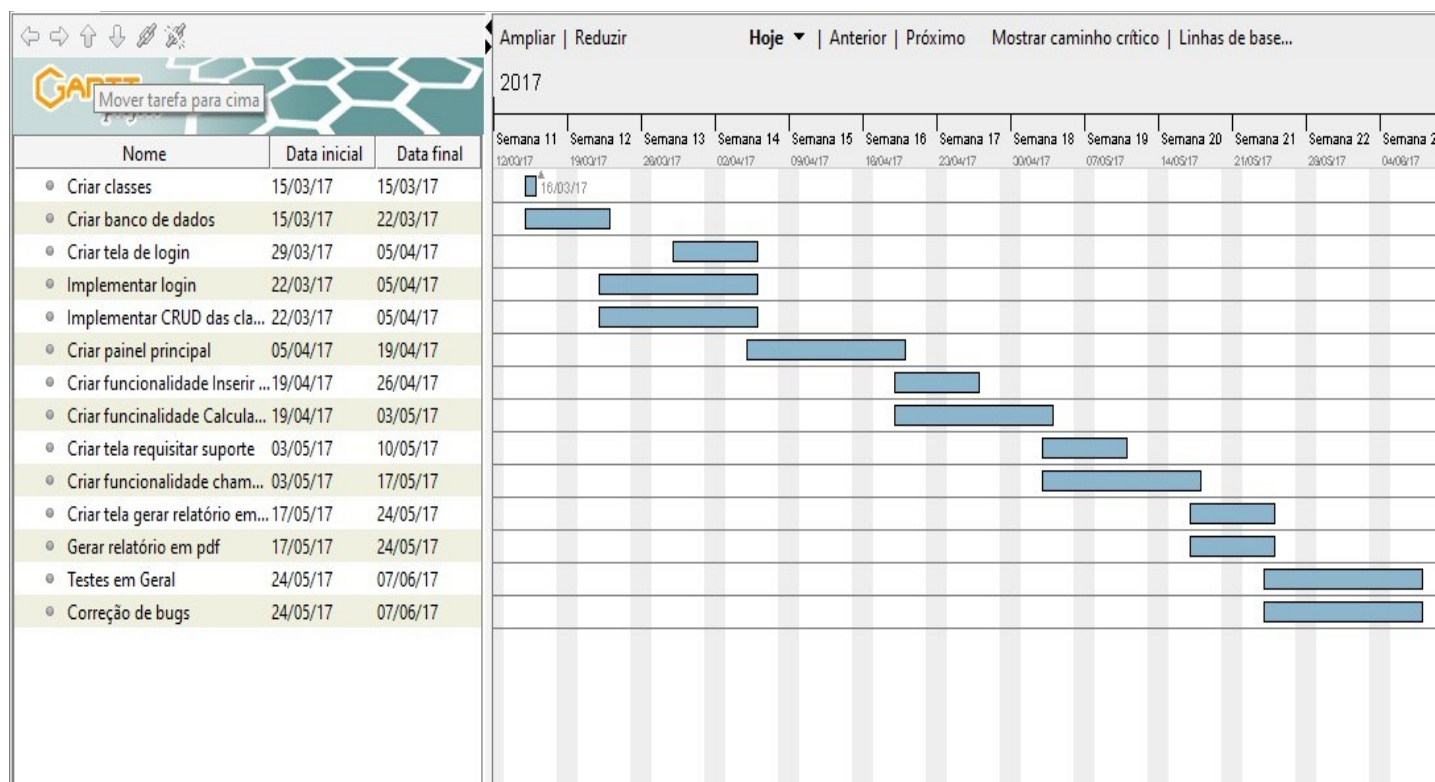 Ampliar | Reduzir Hoje ▼ | Anterior | Próximo Mostrar caminho crítico | Linhas de base...
Mover tarefa para cima
2017
Semana 11 Semana 12 Semana 13 Semana 14 Semana 15 Semana 16 Semana 17 Semana 18 Semana 19 Semana 20 Semana 21 Semana 22 Semana 2
12/03/17 19/03/17 26/03/17 02/04/17 09/04/17 16/04/17 23/04/17 30/04/17 07/05/17 14/05/17 21/05/17 28/05/17 04/06/17
Nome Data inicial Data final
Criar classes 15/03/17 15/03/17 16/03/17
Criar banco de dados 15/03/17 22/03/17
Criar tela de login 29/03/17 05/04/17
Implementar login 22/03/17 05/04/17
Implementar CRUD das cla... 22/03/17 05/04/17
Criar painel principal 05/04/17 19/04/17
Criar funcionalidade Inserir ... 19/04/17 26/04/17
Criar funcinalidade Calcula... 19/04/17 03/05/17
Criar tela requisitar suporte 03/05/17 10/05/17
Criar funcionalidade cham... 03/05/17 17/05/17
Criar tela gerar relatório em... 17/05/17 24/05/17
Gerar relatório em pdf 17/05/17 24/05/17
Testes em Geral 24/05/17 07/06/17
Correção de bugs 24/05/17 07/06/17